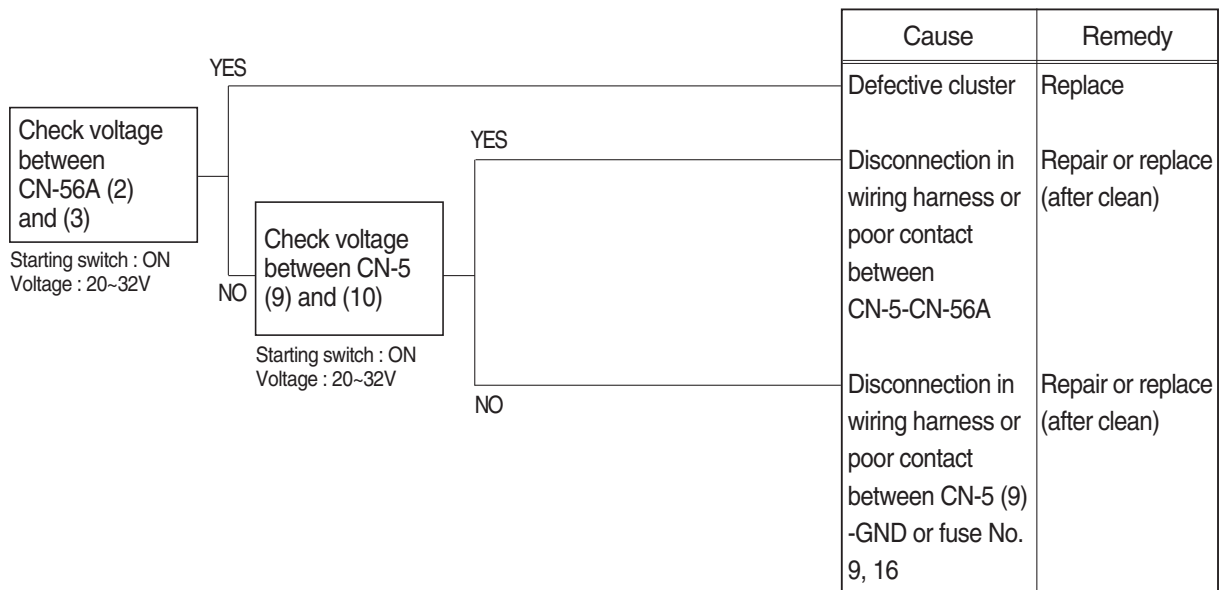 Cause
Remedy
YES
Defective cluster
Replace
Check voltage
between
CN-56A (2)
and (3)
Starting switch : ON
Voltage : 20~32V
NO
Check voltage
between CN-5
(9) and (10)
Starting switch : ON
Voltage : 20~32V
YES
Disconnection in
wiring harness or
poor contact
between
CN-5-CN-56A
Repair or replace
(after clean)
NO
Disconnection in
wiring harness or
poor contact
between CN-5 (9)
-GND or fuse No.
9, 16
Repair or replace
(after clean)